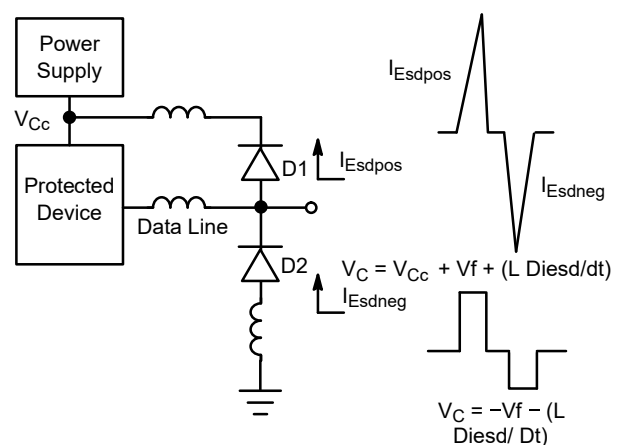 Power
Supply
V_Cc
Protected
Device
Data Line
D1
I_Esdpos
D2
I_Esdneg
I_Esdpos
I_Esdneg
V_C = V_Cc + Vf + (L Diesd/dt)
V_C = −Vf − (L
Diesd/ Dt)